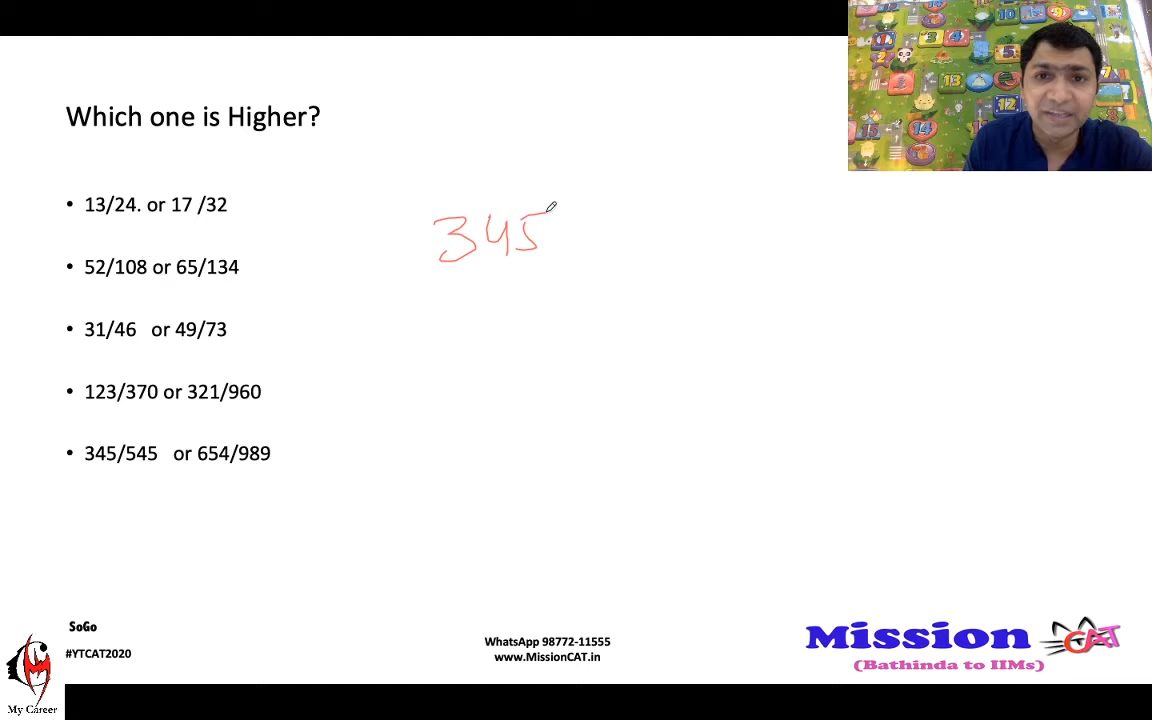 Which one is Higher?
• 13/24. or 17 /32
345
• 52/108 or 65/134
• 31/46 or 49/73
• 123/370 or 321/960
• 345/545 or 654/989
SoGo
#YTCAT2020
WhatsApp 98772-11555
www.MissionCAT.in
Mission CAT
(Bathinda to IIMs)
My Career